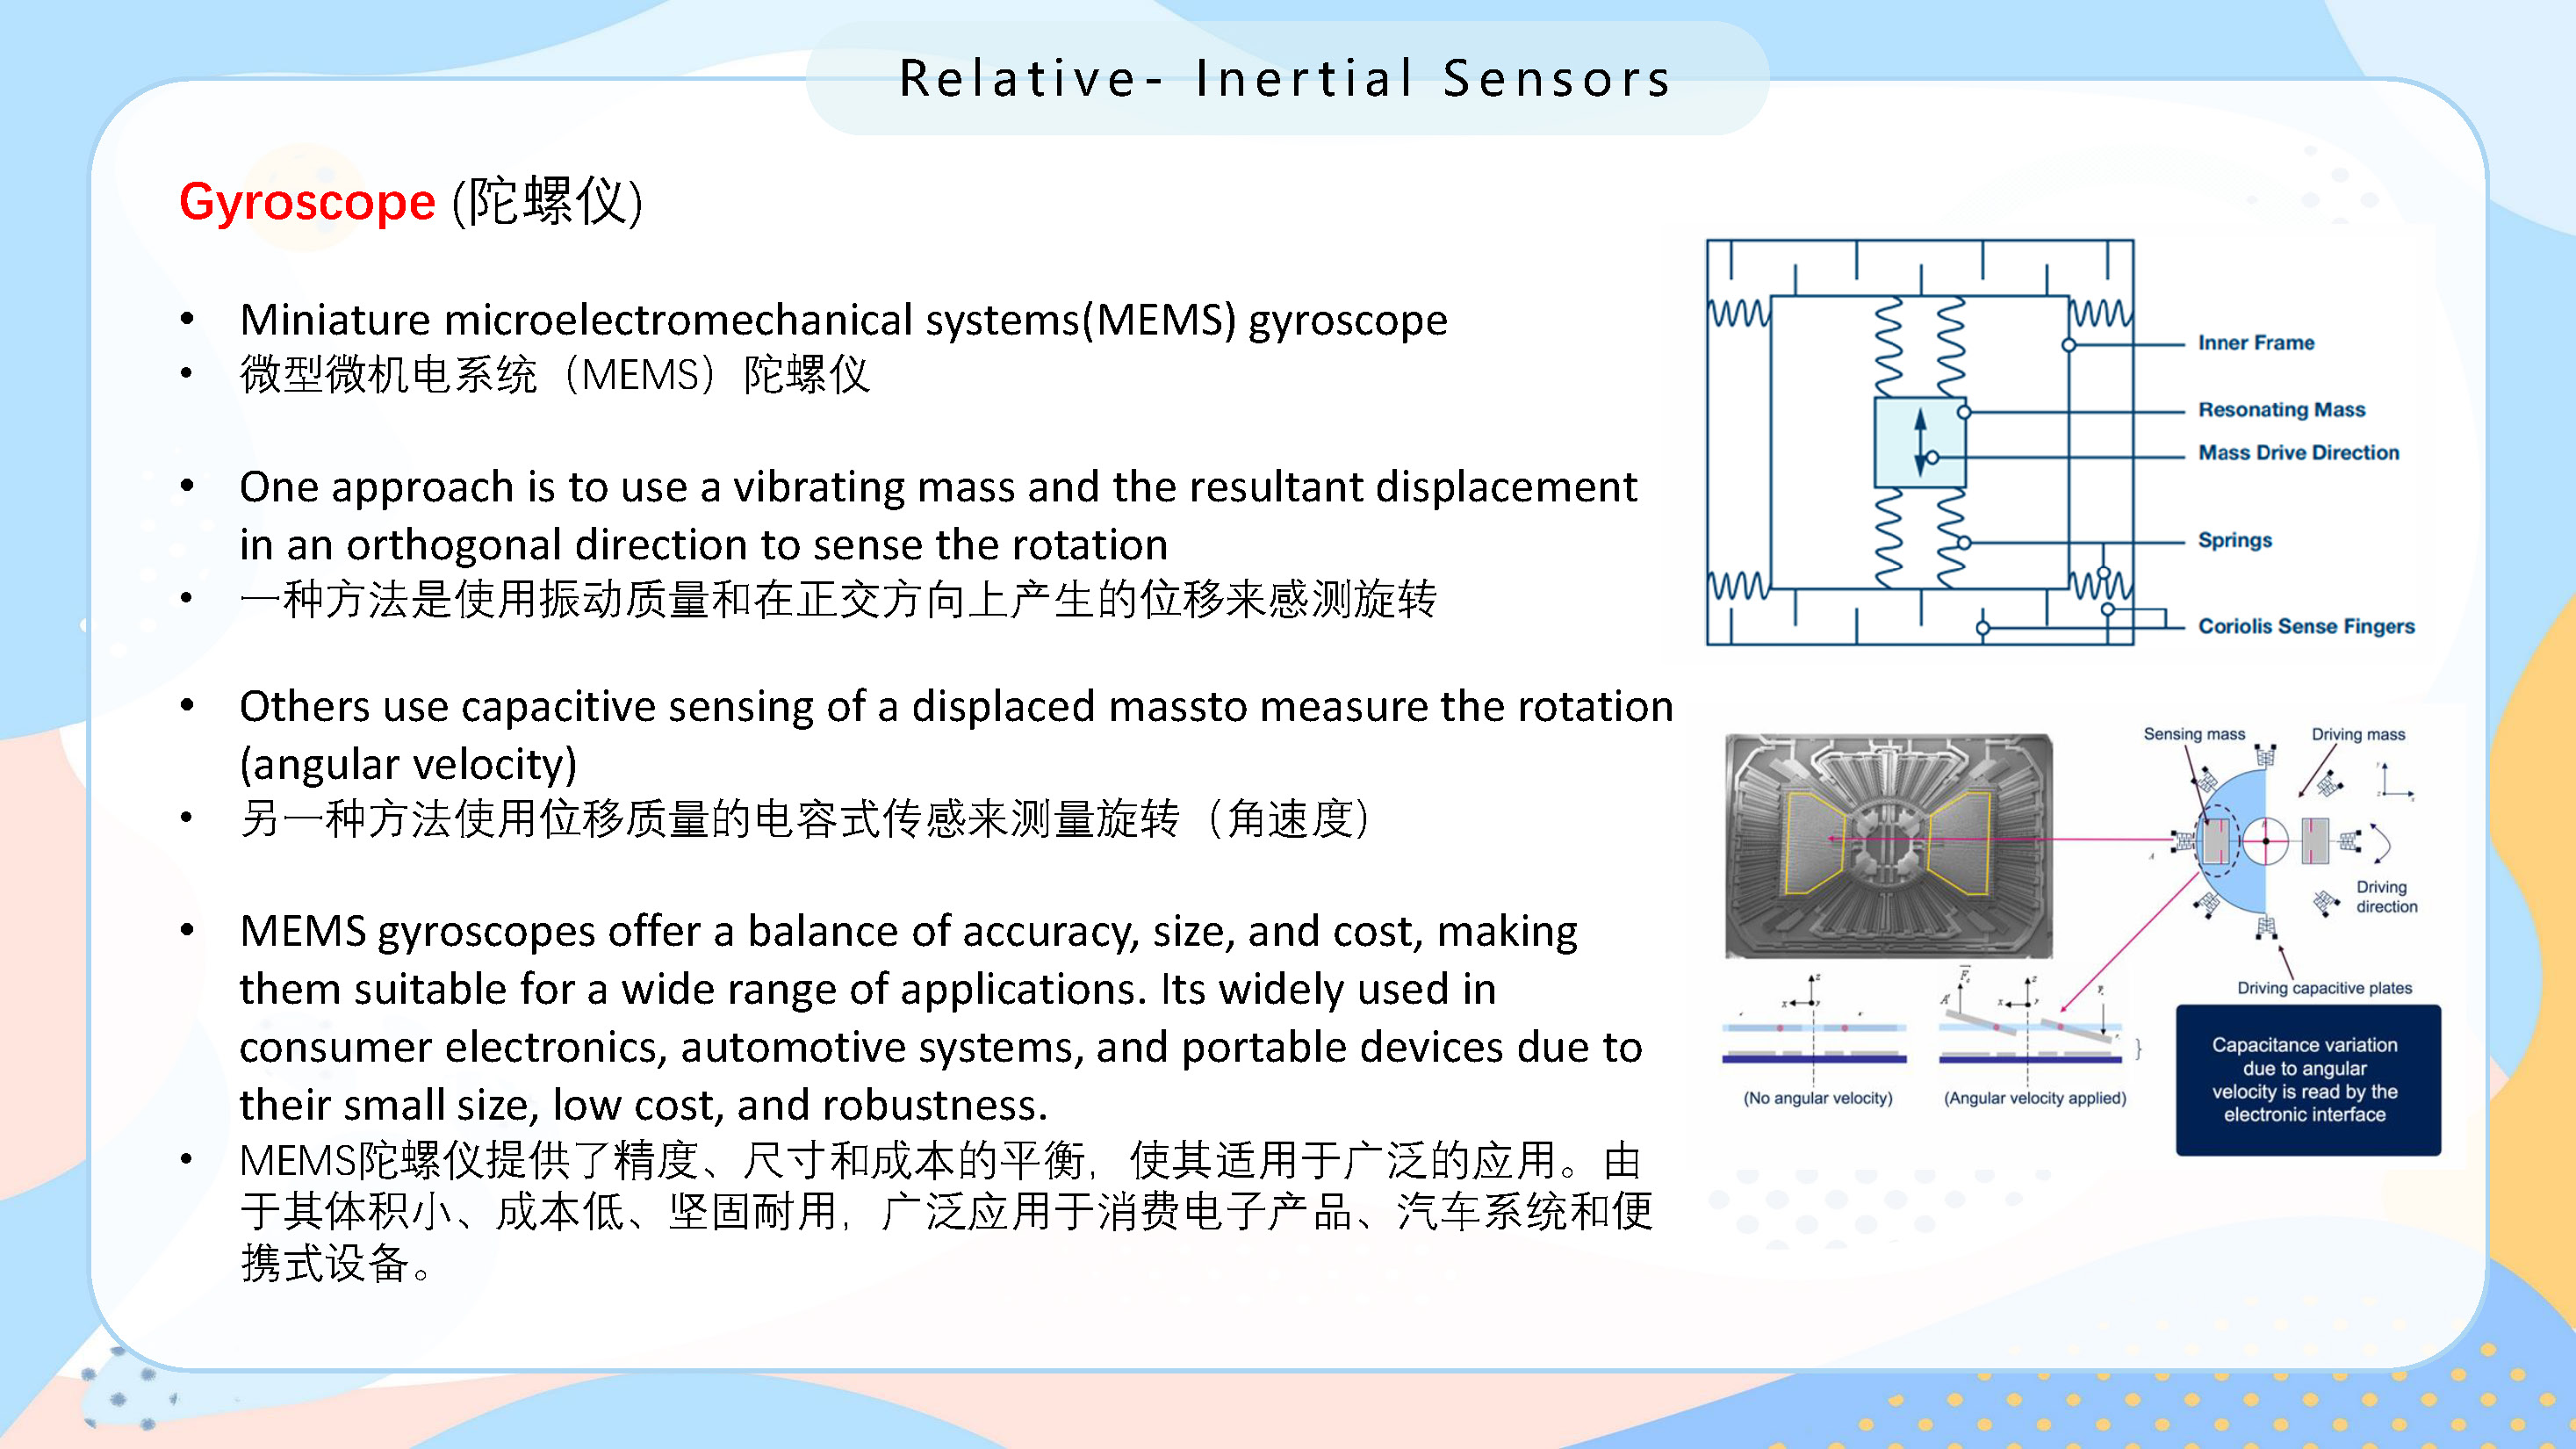 Relative- Inertial Sensors
Gyroscope (陀螺仪)
• Miniature microelectromechanical systems(MEMS) gyroscope
• 微型微机电系统（MEMS）陀螺仪
• One approach is to use a vibrating mass and the resultant displacement
in an orthogonal direction to sense the rotation
• 一种方法是使用振动质量和在正交方向上产生的位移来感测旋转
• Others use capacitive sensing of a displaced massto measure the rotation
(angular velocity)
• 另一种方法使用位移质量的电容式传感来测量旋转（角速度）
• MEMS gyroscopes offer a balance of accuracy, size, and cost, making
them suitable for a wide range of applications. Its widely used in
consumer electronics, automotive systems, and portable devices due to
their small size, low cost, and robustness.
• MEMS陀螺仪提供了精度、尺寸和成本的平衡，使其适用于广泛的应用。由
于其体积小、成本低、坚固耐用，广泛应用于消费电子产品、汽车系统和便
携式设备。
Inner Frame
Resonating Mass
Mass Drive Direction
Springs
Coriolis Sense Fingers
Sensing mass
Driving mass
Driving
direction
Driving capacitive plates
(No angular velocity)
(Angular velocity applied)
Capacitance variation
due to angular
velocity is read by the
electronic interface